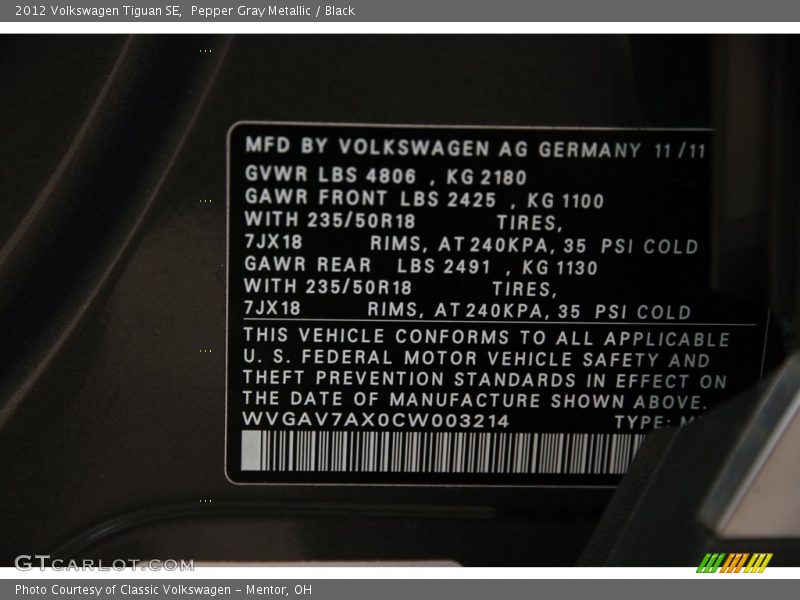 2012 Volkswagen Tiguan SE, Pepper Gray Metallic / Black
MFD BY VOLKSWAGEN AG GERMANY 11/11
GVWR LBS 4806 , KG 2180
GAWR FRONT LBS 2425 , KG 1100
WITH 235/50R18 TIRES,
7JX18 RIMS, AT 240KPA, 35 PSI COLD
GAWR REAR LBS 2491 , KG 1130
WITH 235/50R18 TIRES,
7JX18 RIMS, AT 240KPA, 35 PSI COLD
THIS VEHICLE CONFORMS TO ALL APPLICABLE
U. S. FEDERAL MOTOR VEHICLE SAFETY AND
THEFT PREVENTION STANDARDS IN EFFECT ON
THE DATE OF MANUFACTURE SHOWN ABOVE.
WVGAV7AX0CW003214 TYPE:
GTCARLOT.COM
Photo Courtesy of Classic Volkswagen - Mentor, OH